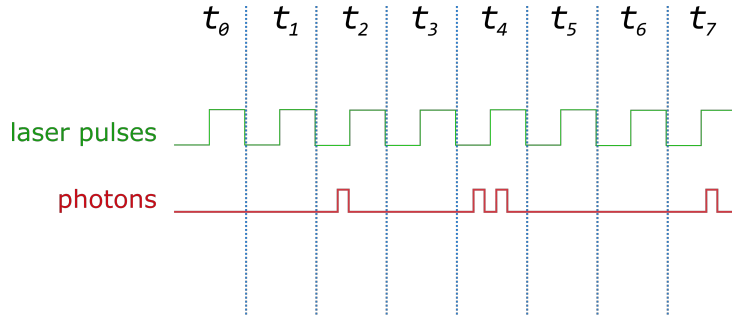 t₀ t₁ t₂ t₃ t₄ t₅ t₆ t₇
laser pulses
photons